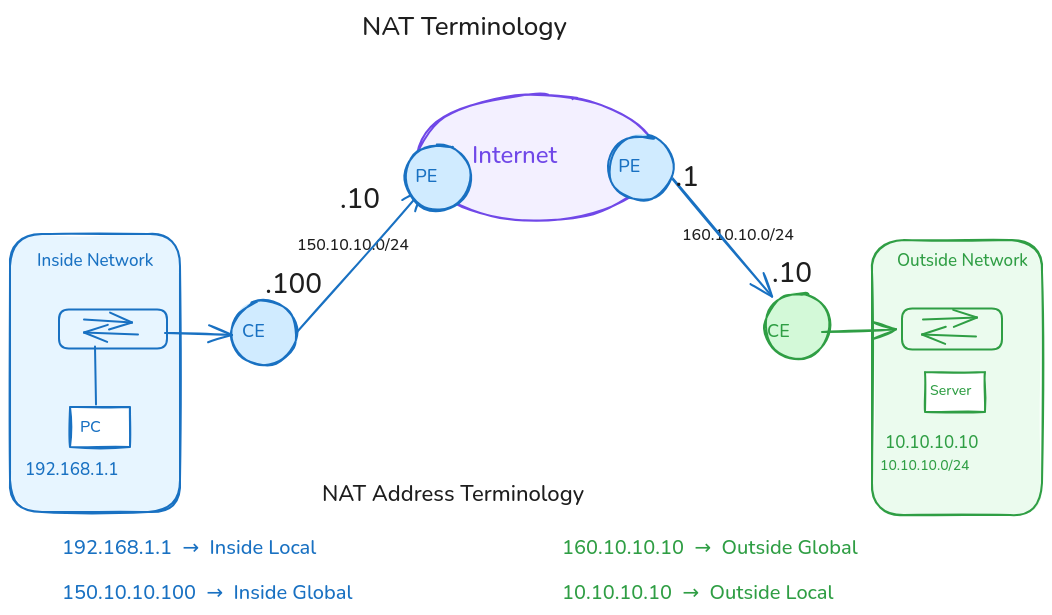 NAT Terminology
Internet
PE
PE
.1
.10
150.10.10.0/24
160.10.10.0/24
.100
.10
Inside Network
Outside Network
CE
CE
PC
Server
192.168.1.1
10.10.10.10
10.10.10.0/24
NAT Address Terminology
192.168.1.1 → Inside Local
160.10.10.10 → Outside Global
150.10.10.100 → Inside Global
10.10.10.10 → Outside Local